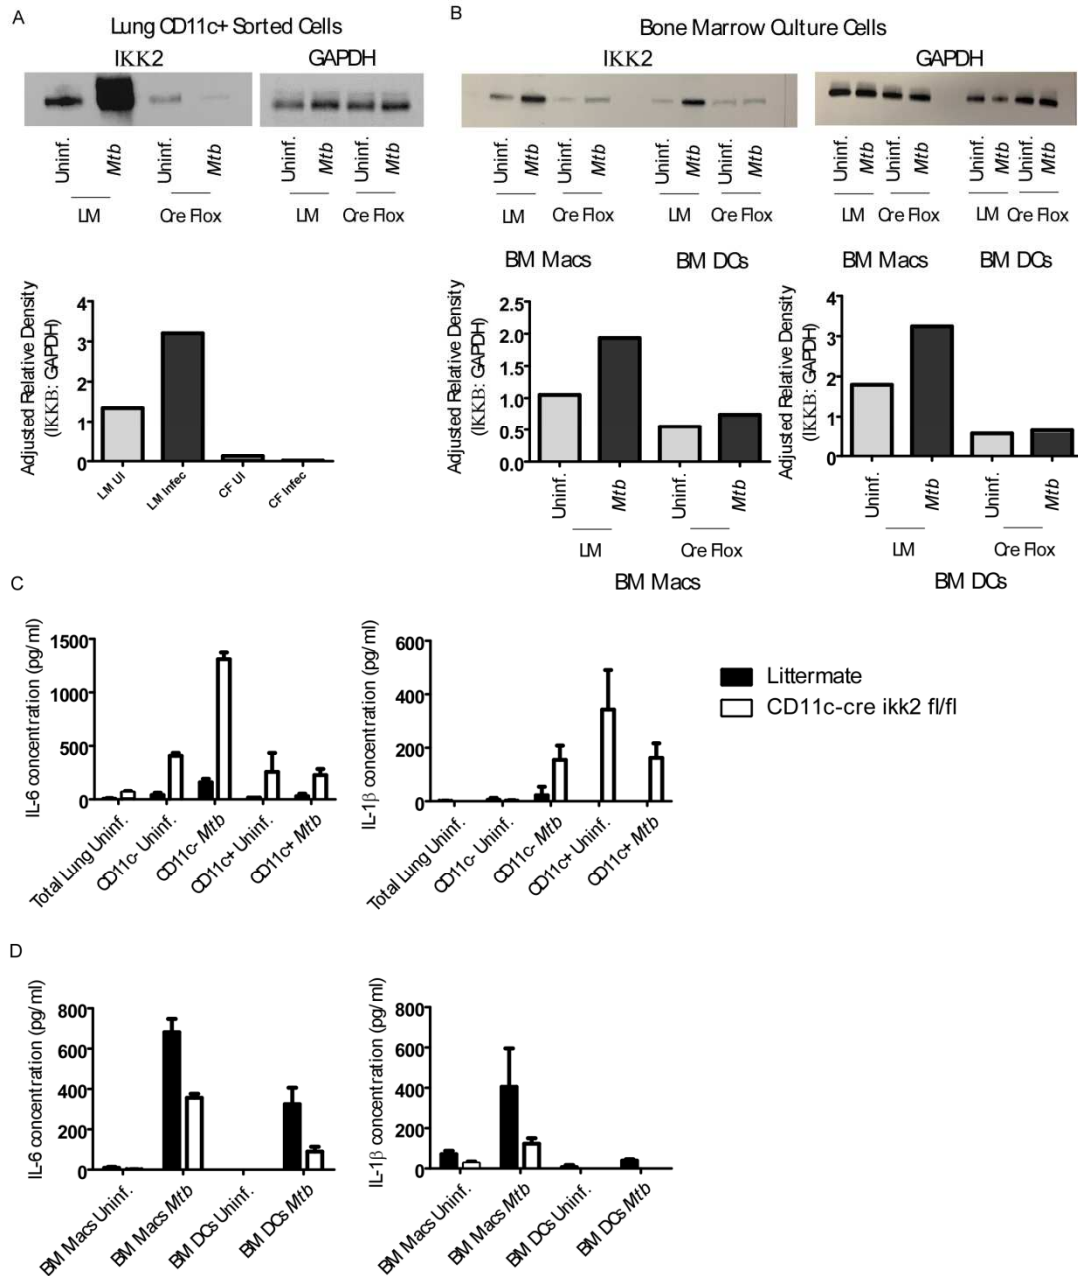 A
Lung CD11c+ Sorted Cells
IKK2
GAPDH
Uninf.
Mtb
Uninf.
Mtb
Uninf.
Mtb
Uninf.
Mtb
LM
Cre Flox
LM
Cre Flox
Adjusted Relative Density
(IKKB: GAPDH)
4
3
2
1
0
LM UI
LM Infec
CF UI
CF Infec
B
Bone Marrow Culture Cells
IKK2
GAPDH
Uninf.
Mtb
Uninf.
Mtb
Uninf.
Mtb
Uninf.
Mtb
Uninf.
Mtb
Uninf.
Mtb
Uninf.
Mtb
Uninf.
Mtb
LM
Cre Flox
LM
Cre Flox
LM
Cre Flox
LM
Cre Flox
BM Macs
BM DCs
BM Macs
BM DCs
Adjusted Relative Density
(IKKB: GAPDH)
2.5
2.0
1.5
1.0
0.5
0.0
Uninf.
Mtb
Uninf.
Mtb
LM
Cre Flox
BM Macs
Adjusted Relative Density
(IKKB: GAPDH)
4
3
2
1
0
Uninf.
Mtb
Uninf.
Mtb
LM
Cre Flox
BM DCs
C
IL-6 concentration (pg/ml)
1500
1000
500
0
Total Lung Uninf.
CD11c- Uninf.
CD11c- Mtb
CD11c+ Uninf.
CD11c+ Mtb
IL-1β concentration (pg/ml)
600
400
200
0
Total Lung Uninf.
CD11c- Uninf.
CD11c- Mtb
CD11c+ Uninf.
CD11c+ Mtb
Littermate
CD11c-cre ikk2 fl/fl
D
IL-6 concentration (pg/ml)
800
600
400
200
0
BM Macs Uninf.
BM Macs Mtb
BM DCs Uninf.
BM DCs Mtb
IL-1β concentration (pg/ml)
800
600
400
200
0
BM Macs Uninf.
BM Macs Mtb
BM DCs Uninf.
BM DCs Mtb